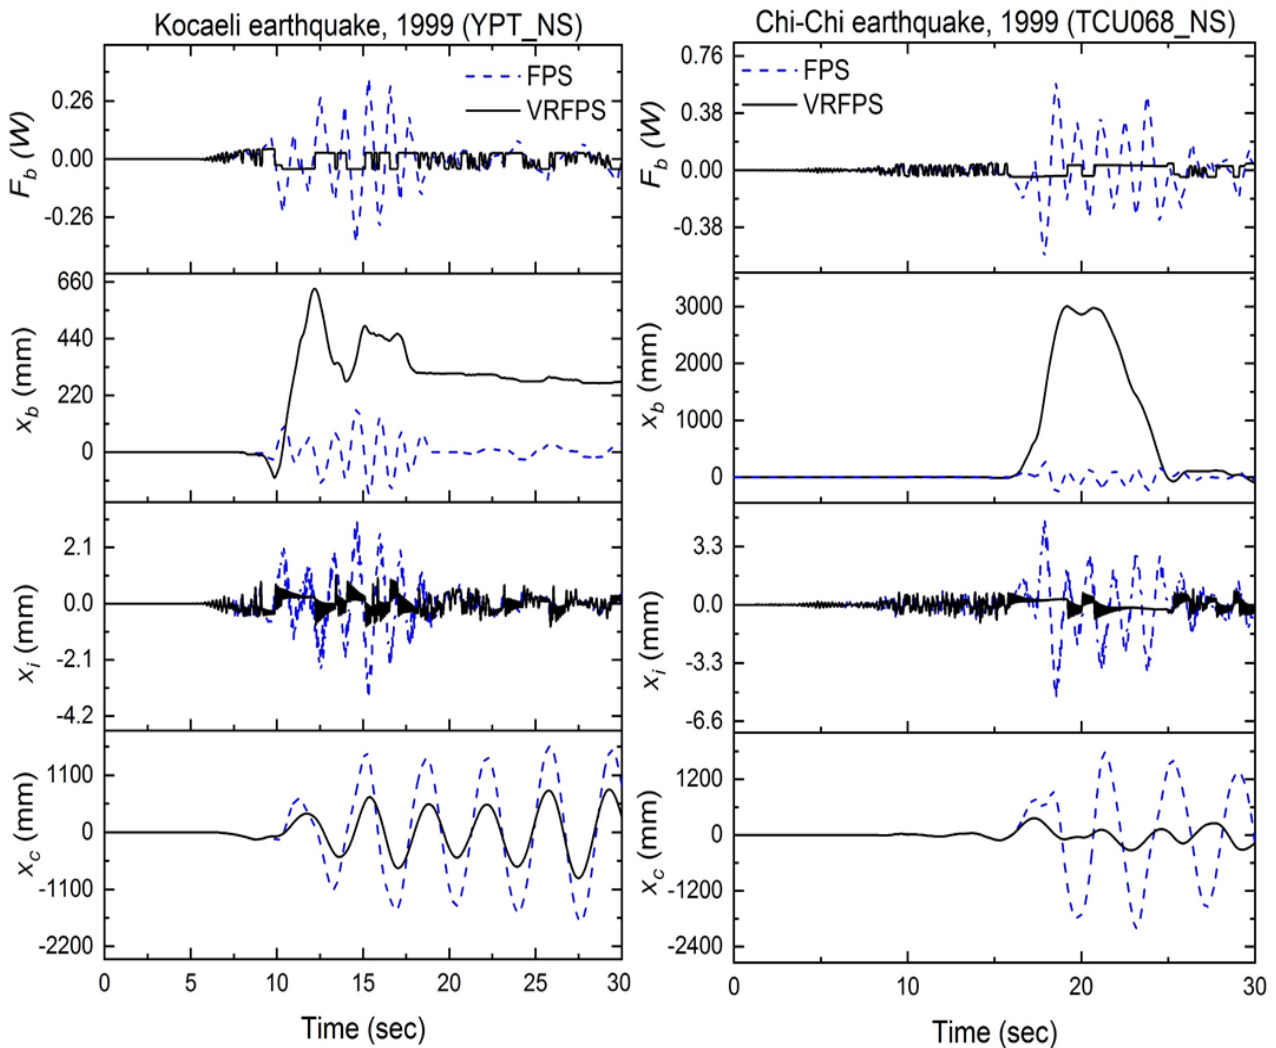 Kocaeli earthquake, 1999 (YPT_NS)
FPS
VRFPS
F_b (W)
0.26
0.00
-0.26
x_b (mm)
660
440
220
0
x_i (mm)
2.1
0.0
-2.1
-4.2
x_c (mm)
1100
0
-1100
-2200
0 5 10 15 20 25 30
Time (sec)
Chi-Chi earthquake, 1999 (TCU068_NS)
FPS
VRFPS
F_b (W)
0.76
0.38
0.00
-0.38
x_b (mm)
3000
2000
1000
0
x_i (mm)
3.3
0.0
-3.3
-6.6
x_c (mm)
1200
0
-1200
-2400
0 10 20 30
Time (sec)